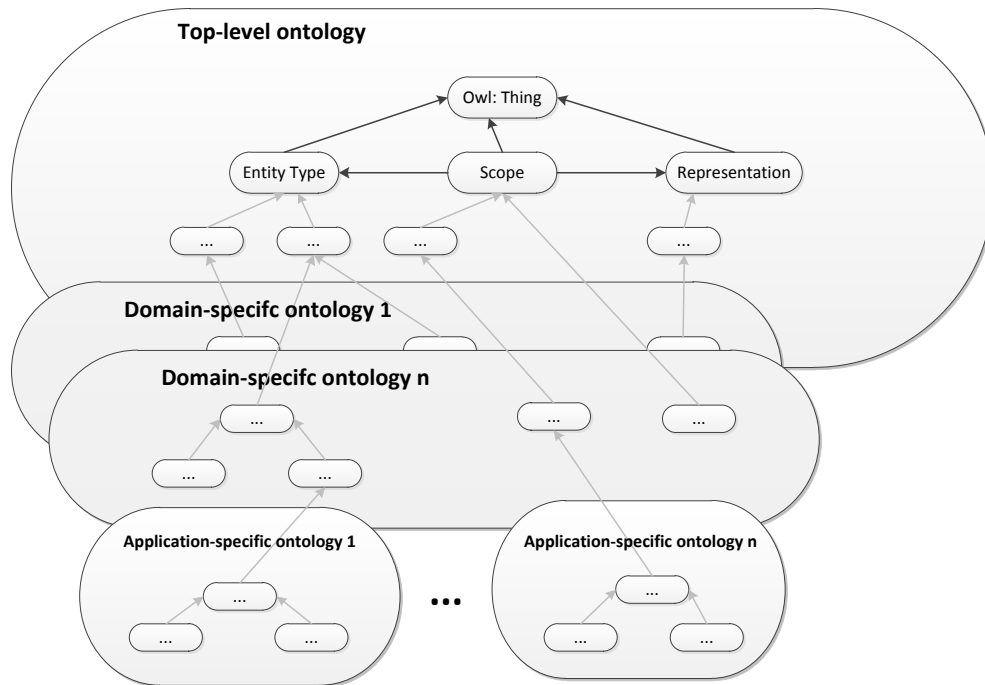 Top-level ontology
Owl: Thing
Entity Type
Scope
Representation
...
...
...
...
Domain-specifc ontology 1
Domain-specifc ontology n
...
...
...
...
...
Application-specific ontology 1
Application-specific ontology n
...
...
...
...
...
...
...